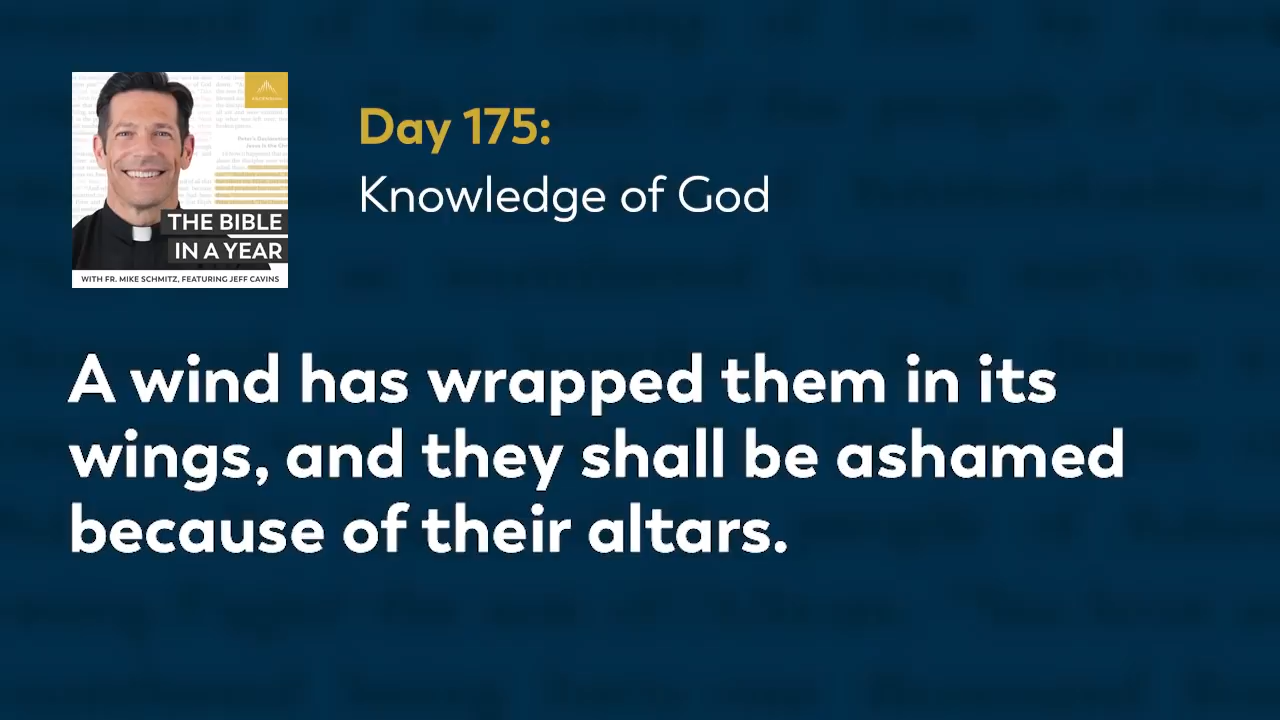 Day 175:
Knowledge of God
THE BIBLE
IN A YEAR
WITH FR. MIKE SCHMITZ, FEATURING JEFF CAVINS
A wind has wrapped them in its
wings, and they shall be ashamed
because of their altars.